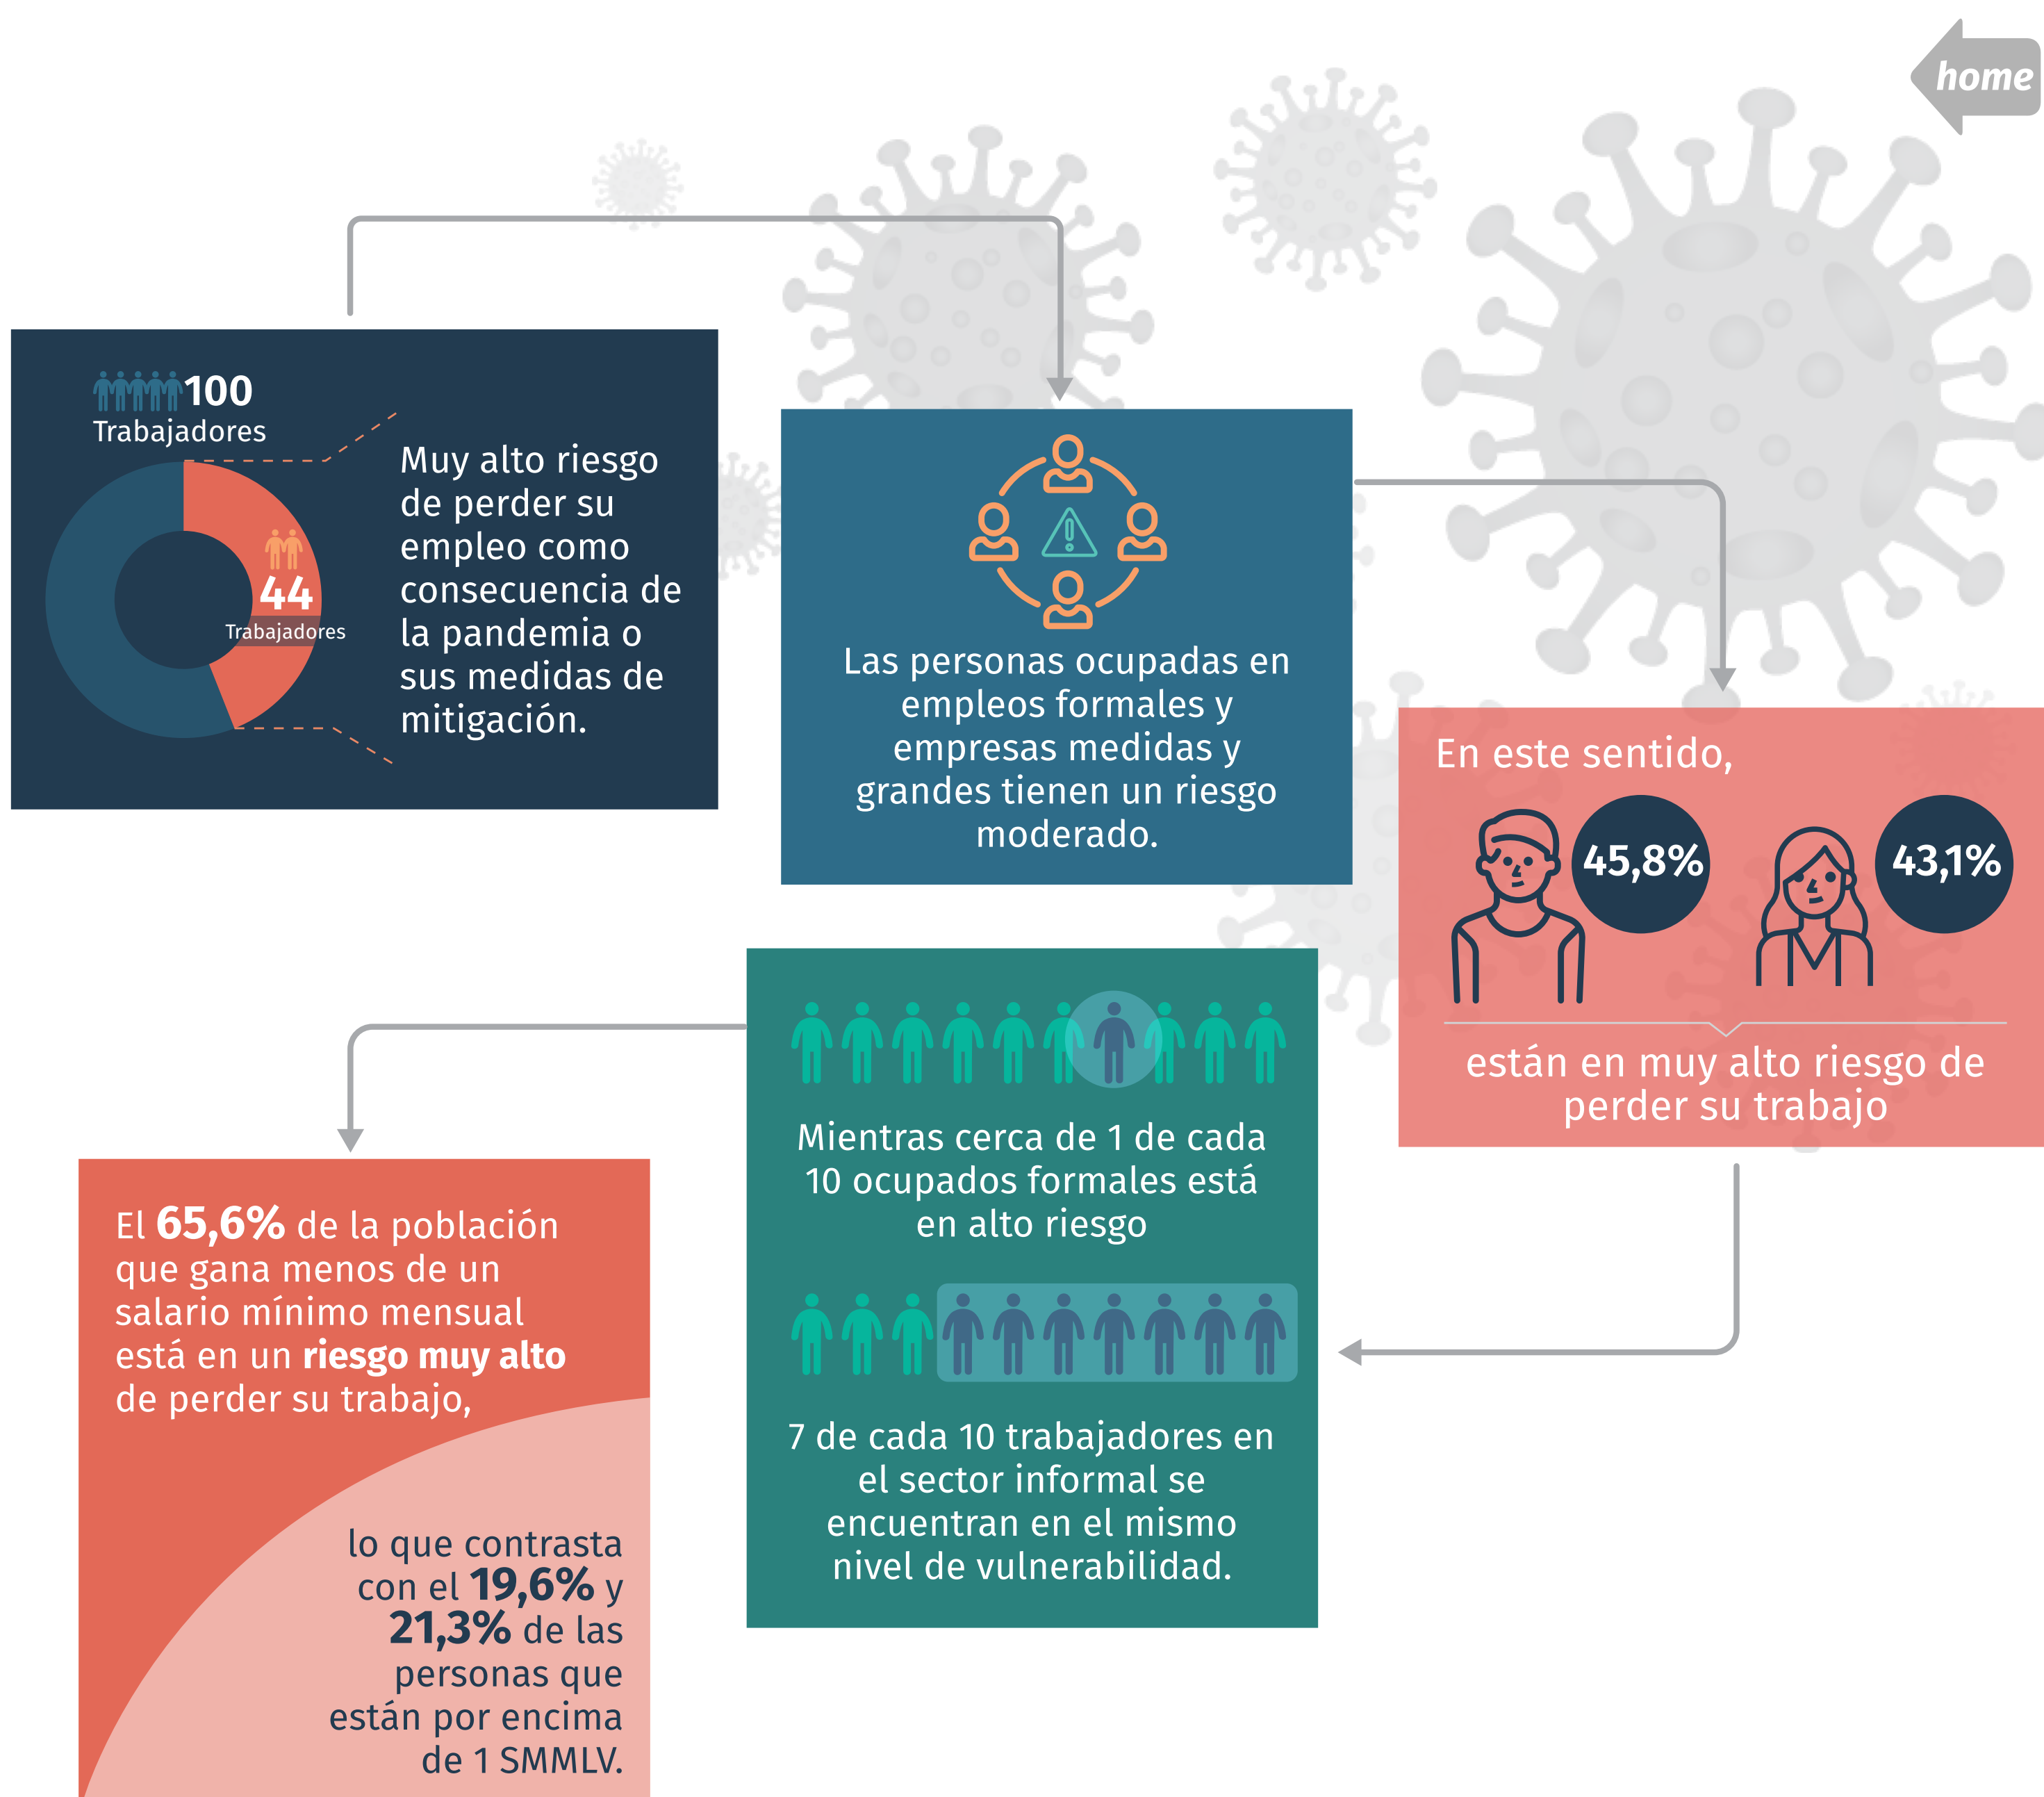 home
100
Trabajadores
44
Trabajadores
Muy alto riesgo
de perder su
empleo como
consecuencia de
la pandemia o
sus medidas de
mitigación.
Las personas ocupadas en
empleos formales y
empresas medidas y
grandes tienen un riesgo
moderado.
En este sentido,
45,8%
43,1%
están en muy alto riesgo de
perder su trabajo
Mientras cerca de 1 de cada
10 ocupados formales está
en alto riesgo
7 de cada 10 trabajadores en
el sector informal se
encuentran en el mismo
nivel de vulnerabilidad.
El 65,6% de la población
que gana menos de un
salario mínimo mensual
está en un riesgo muy alto
de perder su trabajo,
lo que contrasta
con el 19,6% y
21,3% de las
personas que
están por encima
de 1 SMMLV.